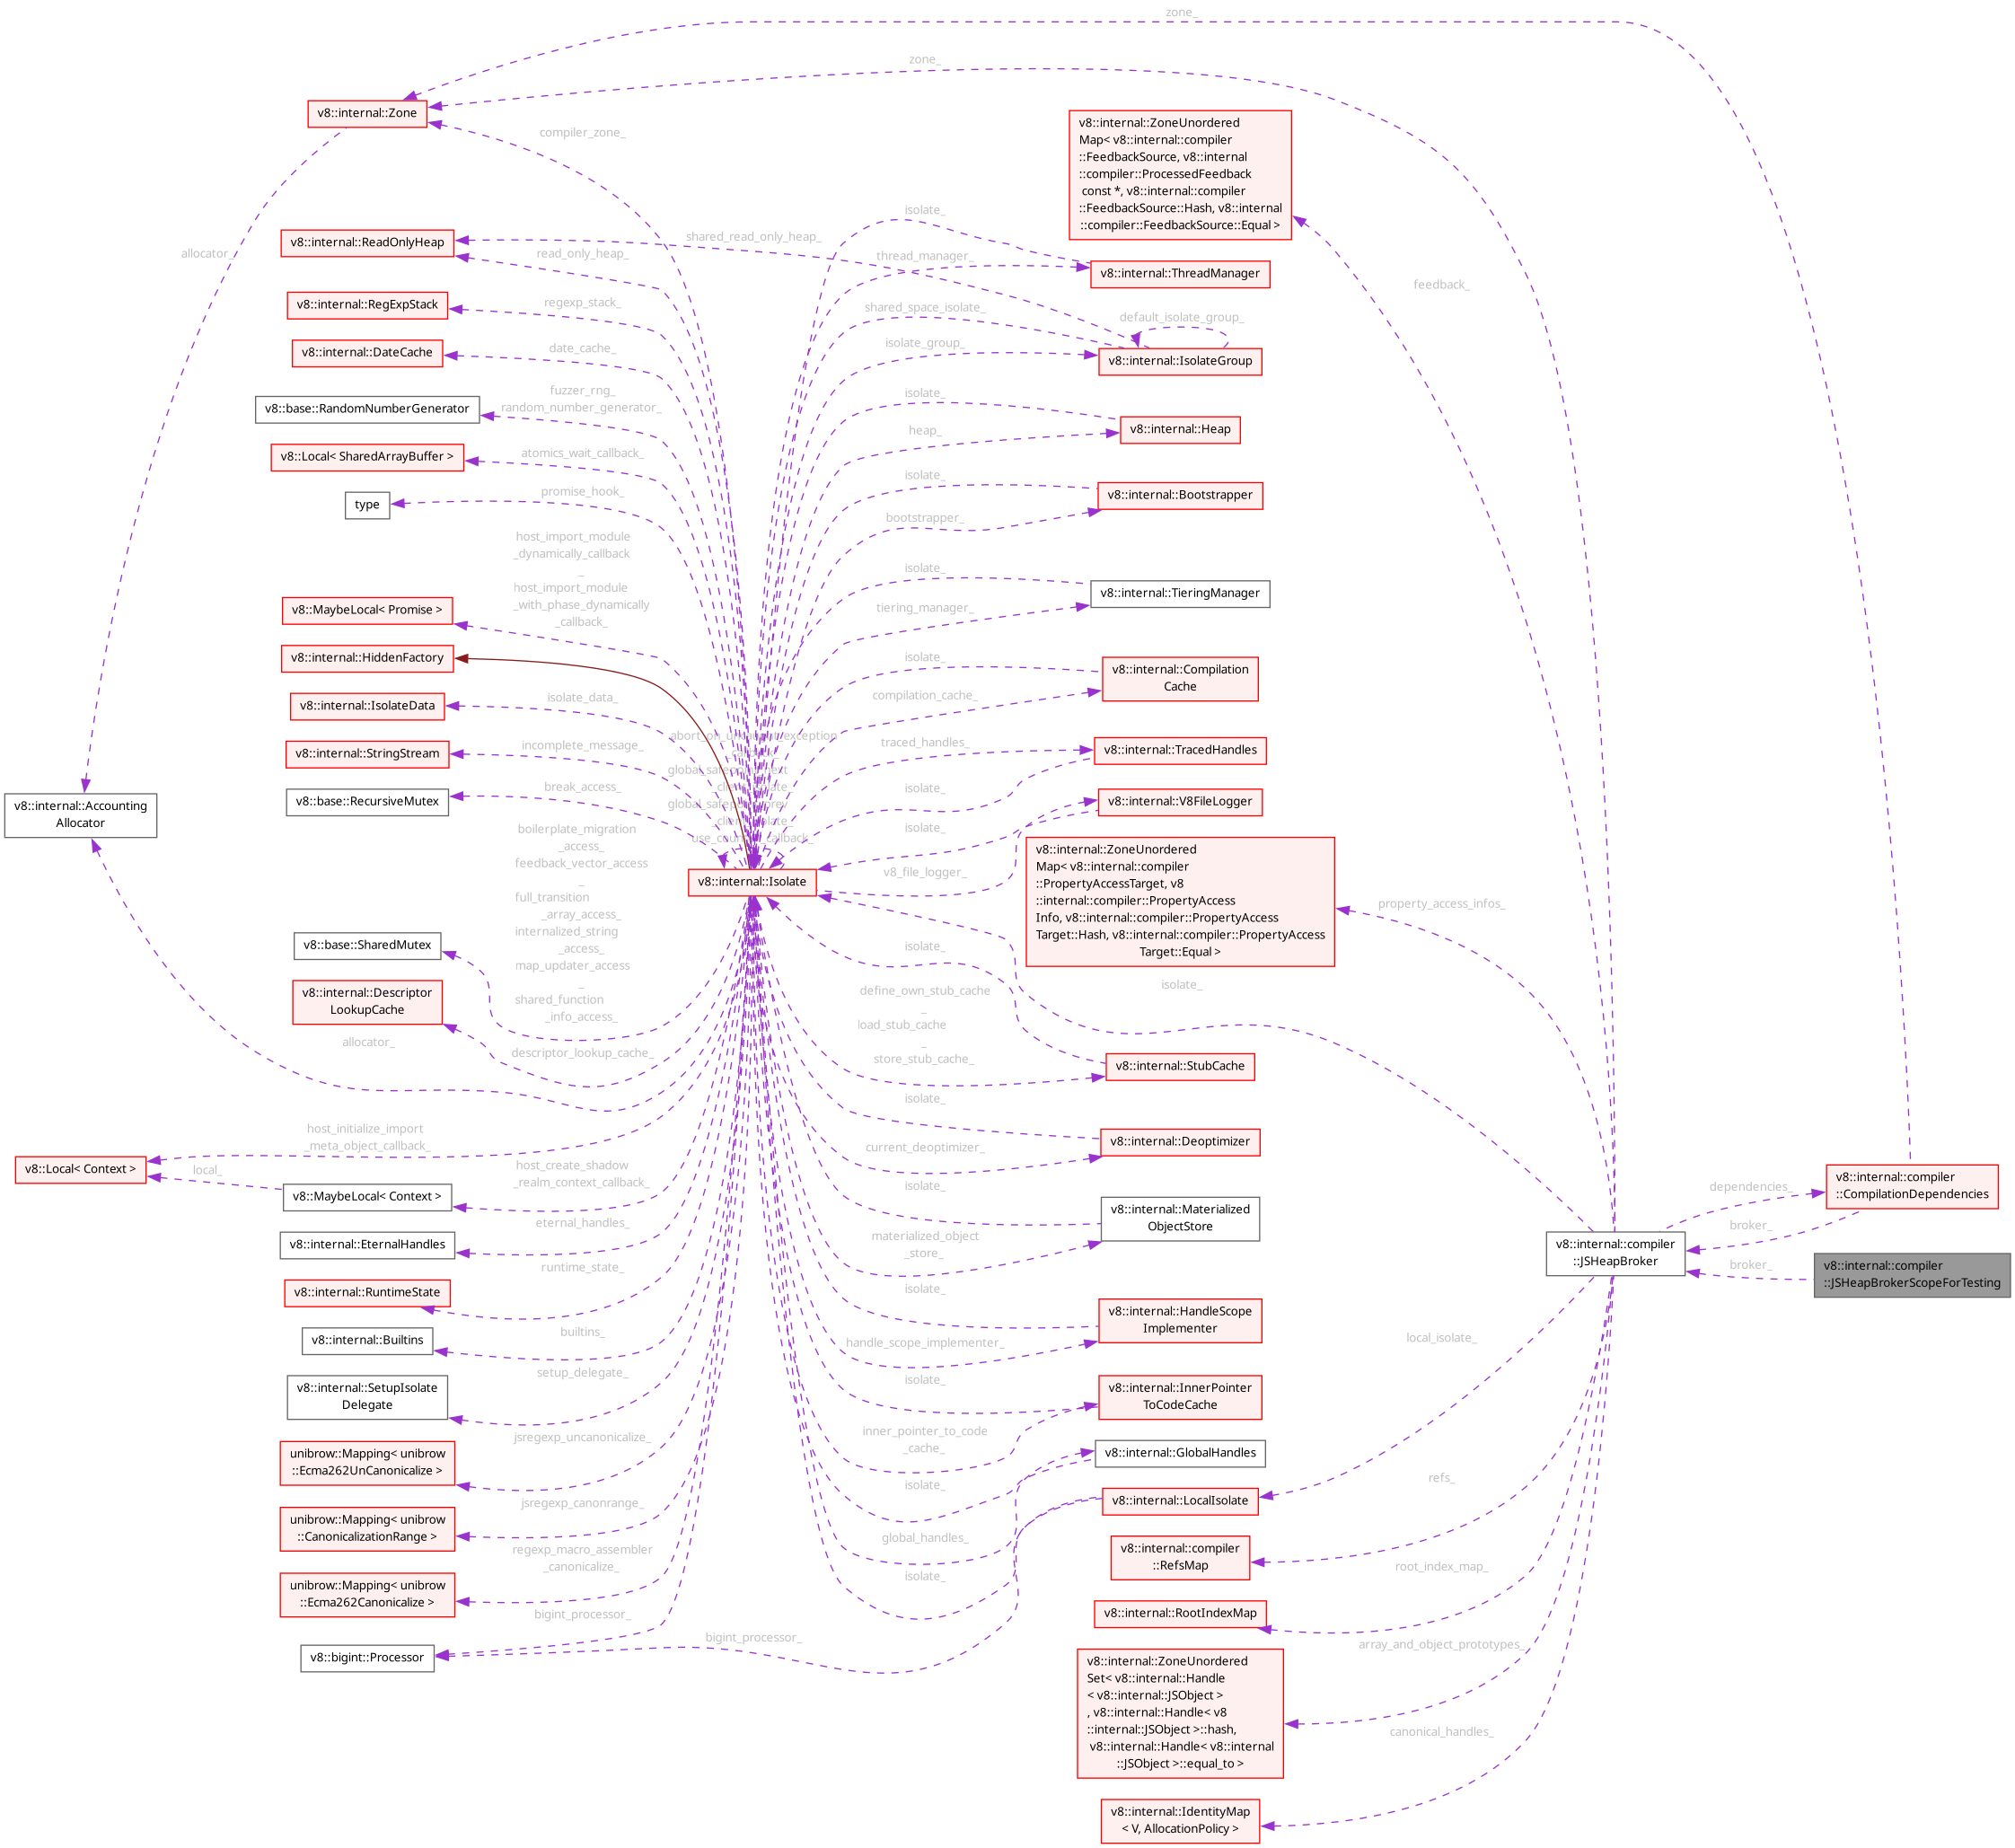 zone_
zone_
v8::internal::Zone
compiler_zone_
v8::internal::ZoneUnordered
Map< v8::internal::compiler
::FeedbackSource, v8::internal
::compiler::ProcessedFeedback
const *, v8::internal::compiler
::FeedbackSource::Hash, v8::internal
::compiler::FeedbackSource::Equal >
isolate_
v8::internal::ReadOnlyHeap
shared_read_only_heap_
allocator_
read_only_heap_
thread_manager_
v8::internal::ThreadManager
feedback_
v8::internal::RegExpStack
regexp_stack_
shared_space_isolate_
default_isolate_group_
v8::internal::DateCache
date_cache_
isolate_group_
v8::internal::IsolateGroup
fuzzer_rng_
random_number_generator_
v8::base::RandomNumberGenerator
isolate_
heap_
v8::internal::Heap
v8::Local< SharedArrayBuffer >
atomics_wait_callback_
isolate_
v8::internal::Bootstrapper
type
promise_hook_
bootstrapper_
host_import_module
_dynamically_callback
_
host_import_module
_with_phase_dynamically
_callback_
isolate_
v8::internal::TieringManager
v8::MaybeLocal< Promise >
tiering_manager_
v8::internal::HiddenFactory
isolate_
v8::internal::Compilation
Cache
v8::internal::IsolateData
isolate_data_
compilation_cache_
v8::internal::StringStream
incomplete_message_
traced_handles_
v8::internal::TracedHandles
v8::base::RecursiveMutex
break_access_
isolate_
v8::internal::V8FileLogger
v8::internal::Accounting
Allocator
isolate_
boilerplate_migration
_access_
feedback_vector_access
_
full_transition
_array_access_
internalized_string
_access_
map_updater_access
_
shared_function
_info_access_
v8::internal::Isolate
v8_file_logger_
v8::internal::ZoneUnordered
Map< v8::internal::compiler
::PropertyAccessTarget, v8
::internal::compiler::PropertyAccess
Info, v8::internal::compiler::PropertyAccess
Target::Hash, v8::internal::compiler::PropertyAccess
Target::Equal >
property_access_infos_
v8::base::SharedMutex
isolate_
isolate_
v8::internal::Descriptor
LookupCache
define_own_stub_cache
_
load_stub_cache
_
store_stub_cache_
allocator_
descriptor_lookup_cache_
v8::internal::StubCache
isolate_
host_initialize_import
_meta_object_callback_
v8::Local< Context >
local_
current_deoptimizer_
v8::internal::Deoptimizer
host_create_shadow
_realm_context_callback_
v8::MaybeLocal< Context >
isolate_
v8::internal::Materialized
ObjectStore
dependencies_
v8::internal::compiler
::CompilationDependencies
eternal_handles_
v8::internal::EternalHandles
materialized_object
_store_
v8::internal::compiler
::JSHeapBroker
broker_
broker_
v8::internal::compiler
::JSHeapBrokerScopeForTesting
v8::internal::RuntimeState
runtime_state_
isolate_
v8::internal::HandleScope
Implementer
v8::internal::Builtins
builtins_
handle_scope_implementer_
local_isolate_
v8::internal::SetupIsolate
Delegate
setup_delegate_
isolate_
v8::internal::InnerPointer
ToCodeCache
unibrow::Mapping< unibrow
::Ecma262UnCanonicalize >
jsregexp_uncanonicalize_
inner_pointer_to_code
_cache_
v8::internal::GlobalHandles
isolate_
refs_
unibrow::Mapping< unibrow
::CanonicalizationRange >
jsregexp_canonrange_
v8::internal::LocalIsolate
global_handles_
v8::internal::compiler
::RefsMap
regexp_macro_assembler
_canonicalize_
unibrow::Mapping< unibrow
::Ecma262Canonicalize >
isolate_
root_index_map_
v8::internal::RootIndexMap
bigint_processor_
bigint_processor_
v8::bigint::Processor
array_and_object_prototypes_
v8::internal::ZoneUnordered
Set< v8::internal::Handle
< v8::internal::JSObject >
, v8::internal::Handle< v8
::internal::JSObject >::hash,
v8::internal::Handle< v8::internal
::JSObject >::equal_to >
canonical_handles_
v8::internal::IdentityMap
< V, AllocationPolicy >